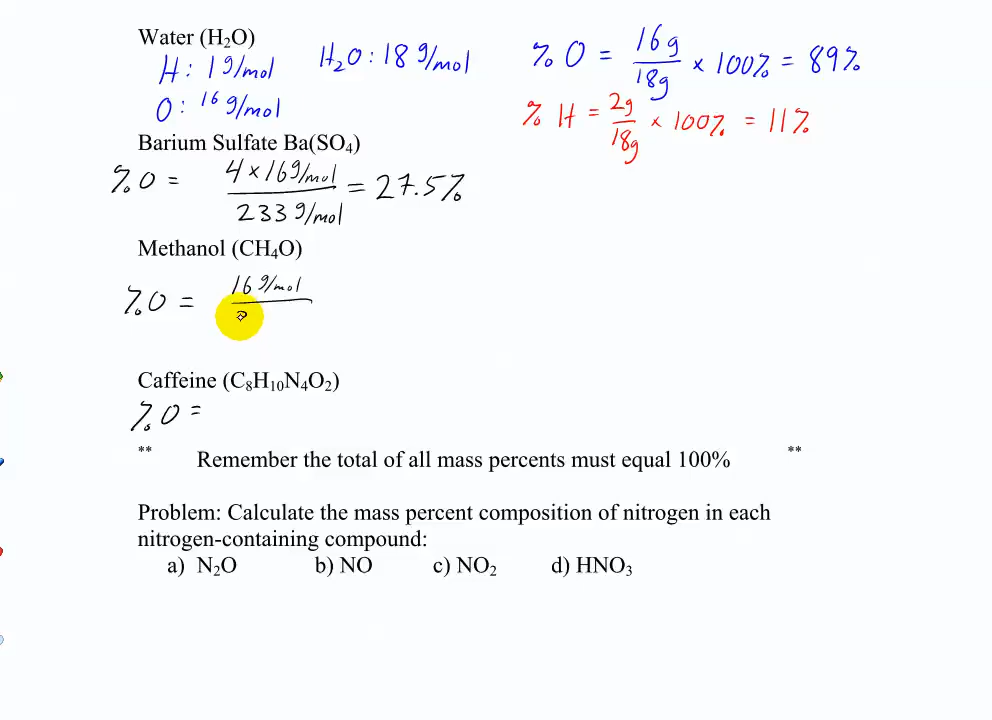 Water (H₂O)
H: 1 g/mol
O: 16 g/mol
H₂O: 18 g/mol
% O = 16 g / 18g × 100% = 89%
% H = 2g / 18g × 100% = 11%
Barium Sulfate Ba(SO₄)
% O = 4 × 16 g/mol / 233 g/mol = 27.5%
Methanol (CH₄O)
% O = 16 g/mol
Caffeine (C₈H₁₀N₄O₂)
% O =
** Remember the total of all mass percents must equal 100% **
Problem: Calculate the mass percent composition of nitrogen in each
nitrogen-containing compound:
a) N₂O b) NO c) NO₂ d) HNO₃